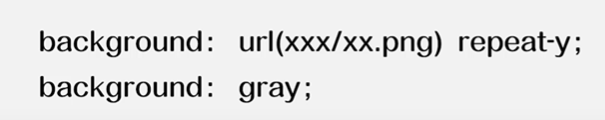 background: url(xxx/xx.png) repeat-y;
background: gray;